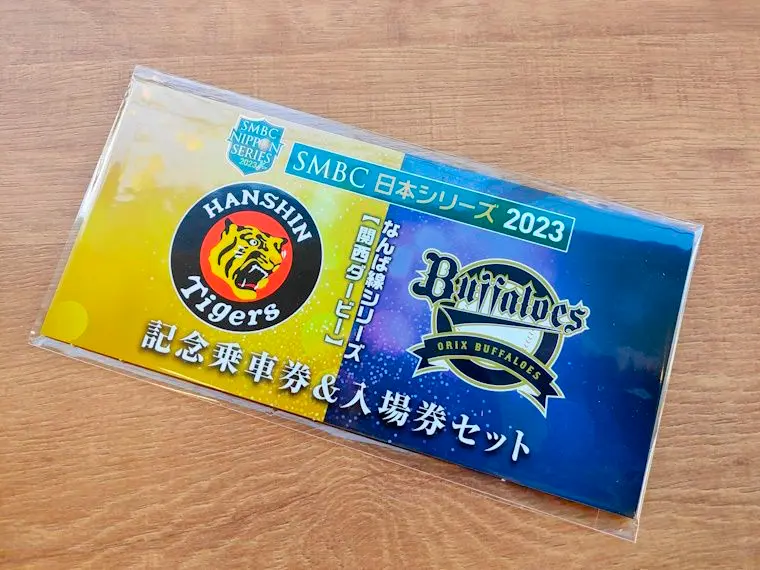 SMBC
NIPPON
SERIES
2023
SMBC 日本シリーズ 2023
HANSHIN
Tigers
なんば線シリーズ
【関西ダービー】
Buffaloes
ORIX BUFFALOES
記念乗車券&入場券セット